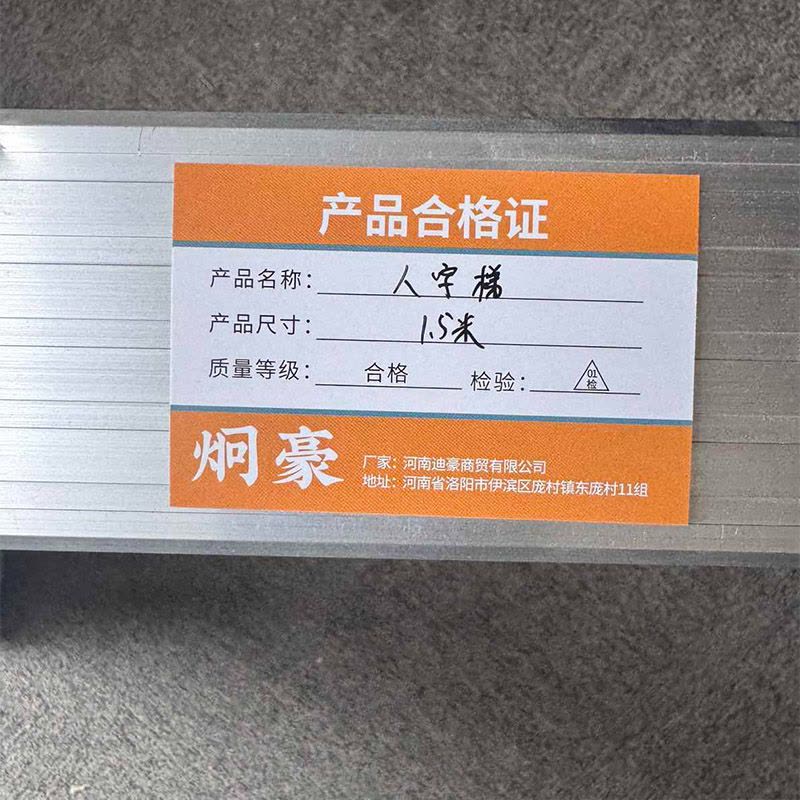 产品合格证
产品名称：人字梯
产品尺寸：1.5米
质量等级：合格 检验：01检
炯豪
厂家：河南迪豪商贸有限公司
地址：河南省洛阳市伊滨区庞村镇东庞村11组